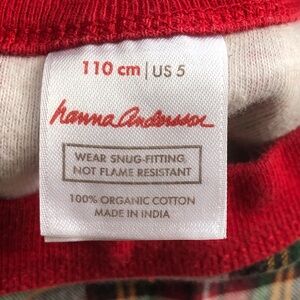 110 cm | US 5
hanna andersson
WEAR SNUG-FITTING
NOT FLAME RESISTANT
100% ORGANIC COTTON
MADE IN INDIA